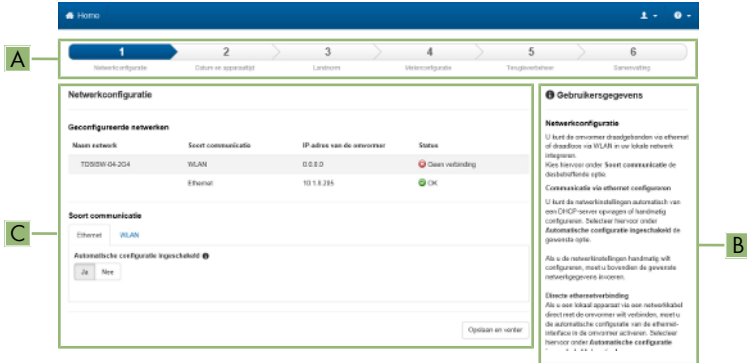 Home
A
1 2 3 4 5 6
Netwerkconfiguratie Datum en apparaattijd Landnorm Meterconfiguratie Teruglverbeheer Samenvatting
Netwerkconfiguratie
Geconfigureerde netwerken
Naam netwerk Soort communicatie IP-adres van de omvormer Status
WLAN 0.0.0.0 Geen verbinding
Ethernet 10.1.8.285 OK
C
Soort communicatie
Ethernet WLAN
Automatische configuratie ingeschakeld
Ja Nee
Opslaan en verder
Gebruikersgegevens
Netwerkconfiguratie
U kunt de omvormer draadgebonden via ethernet
of draadloos via WLAN in uw lokale netwerk
integreren.
Kies hiervoor onder Soort communicatie de
desbetreffende optie.
Communicatie via ethernet configureren
U kunt de netwerkinstellingen automatisch van
een DHCP-server opvragen of handmatig
configureren. Selecteer hiervoor onder
Automatische configuratie ingeschakeld de
gewenste optie.
B
Als u de netwerkinstellingen handmatig wilt
configureren, moet u bovendien de gewenste
netwerkgegevens invoeren.
Directe ethernetverbinding
Als u een lokaal apparaat via een netwerkkabel
direct met de omvormer wilt verbinden, moet u
de automatische configuratie van de ethernet-
interface in de omvormer activeren. Selecteer
hiervoor onder Automatische configuratie